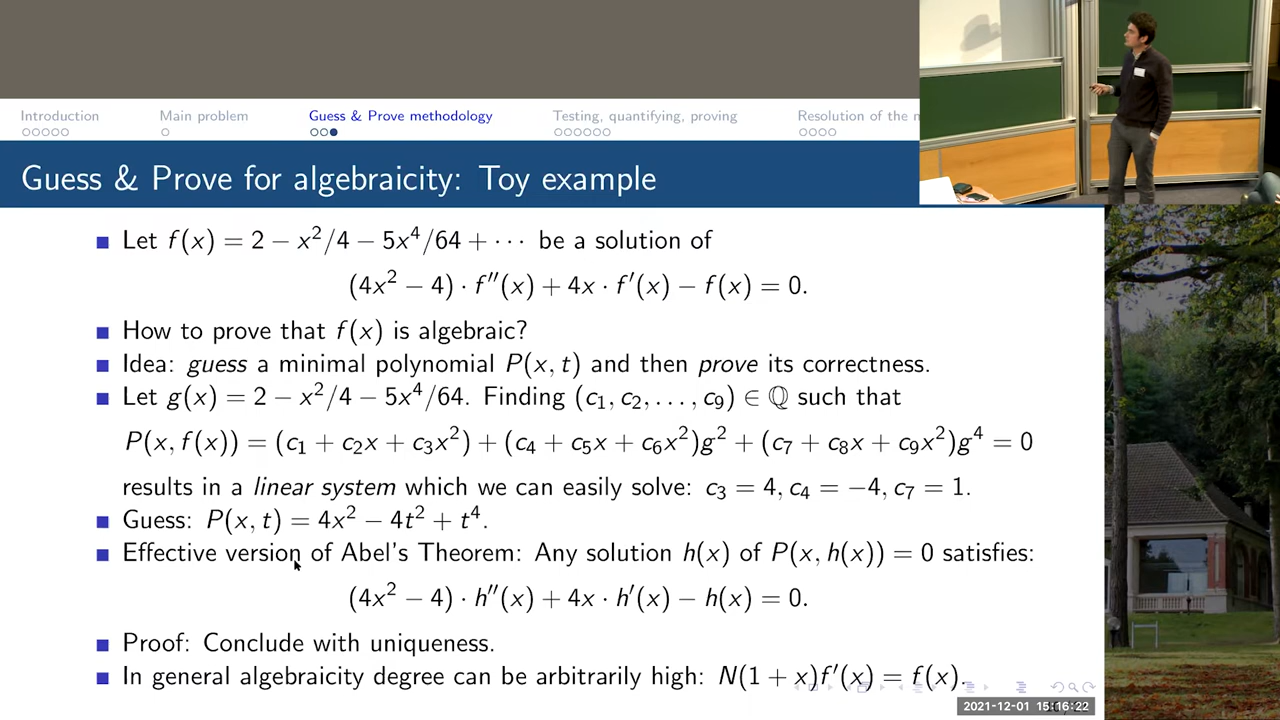 Introduction Main problem Guess & Prove methodology Testing, quantifying, proving Resolution of the
Guess & Prove for algebraicity: Toy example
Let f(x) = 2 − x²/4 − 5x⁴/64 + ··· be a solution of
(4x² − 4) · f″(x) + 4x · f′(x) − f(x) = 0.
How to prove that f(x) is algebraic?
Idea: guess a minimal polynomial P(x, t) and then prove its correctness.
Let g(x) = 2 − x²/4 − 5x⁴/64. Finding (c₁, c₂, . . . , c₉) ∈ ℚ such that
P(x, f(x)) = (c₁ + c₂x + c₃x²) + (c₄ + c₅x + c₆x²)g² + (c₇ + c₈x + c₉x²)g⁴ = 0
results in a linear system which we can easily solve: c₃ = 4, c₄ = −4, c₇ = 1.
Guess: P(x, t) = 4x² − 4t² + t⁴.
Effective version of Abel's Theorem: Any solution h(x) of P(x, h(x)) = 0 satisfies:
(4x² − 4) · h″(x) + 4x · h′(x) − h(x) = 0.
Proof: Conclude with uniqueness.
In general algebraicity degree can be arbitrarily high: N(1 + x)f′(x) = f(x).
2021-12-01 15:16:22